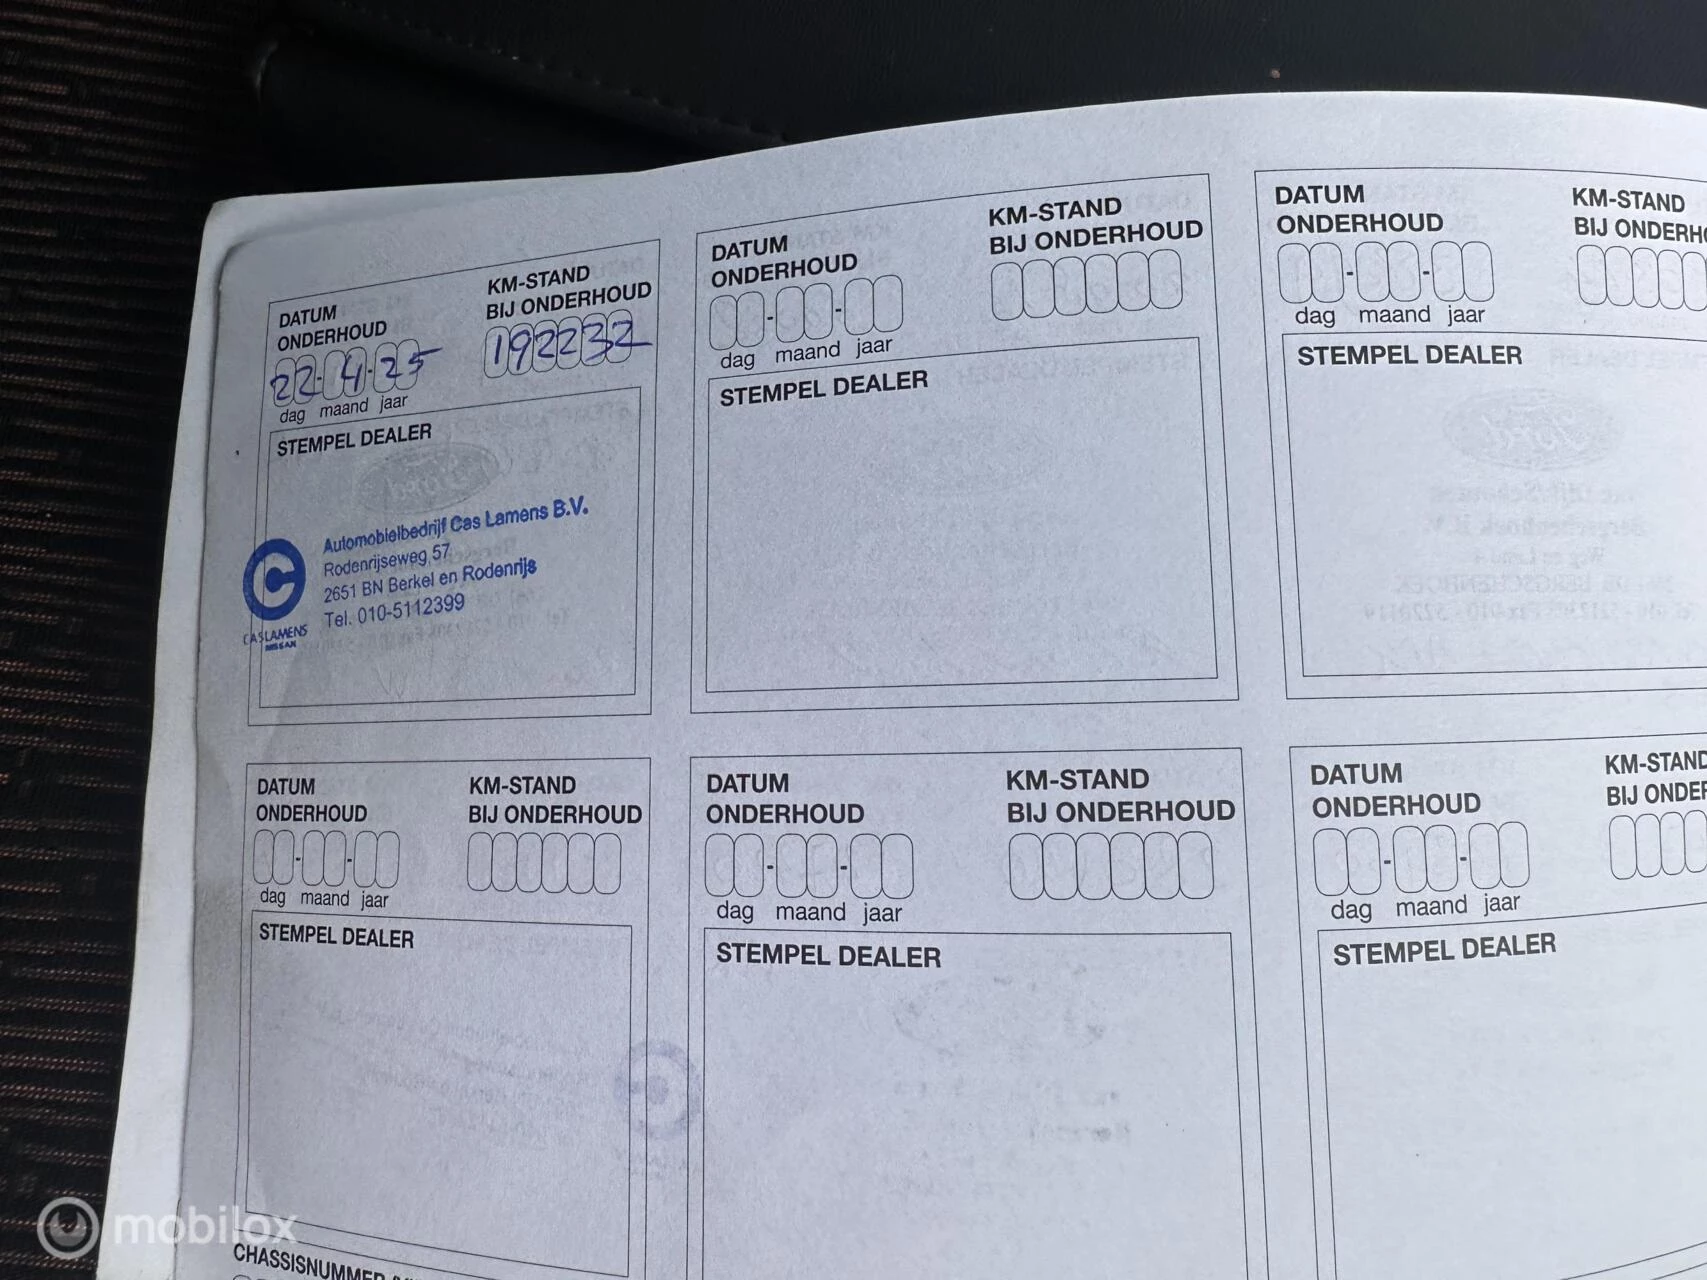 DATUM
ONDERHOUD
KM-STAND
BIJ ONDERHOUD
22-4-25
192232
dag maand jaar
STEMPEL DEALER
Automobielbedrijf Cas Lamens B.V.
Rodenrijseweg 57
2651 BN Berkel en Rodenrijs
Tel. 010-5112399
CASLAMENS
NISSAN
DATUM
ONDERHOUD
KM-STAND
BIJ ONDERHOUD
dag maand jaar
STEMPEL DEALER
DATUM
ONDERHOUD
KM-STAND
BIJ
dag maand jaar
STEMPEL DEALER
DATUM
ONDERHOUD
KM-STAND
BIJ ONDERHOUD
dag maand jaar
STEMPEL DEALER
DATUM
ONDERHOUD
KM-STAND
BIJ ONDERHOUD
dag maand jaar
STEMPEL DEALER
DATUM
ONDERHOUD
KM-STAND
BIJ
dag maand jaar
STEMPEL DEALER
CHASSISNUMMER
mobilox